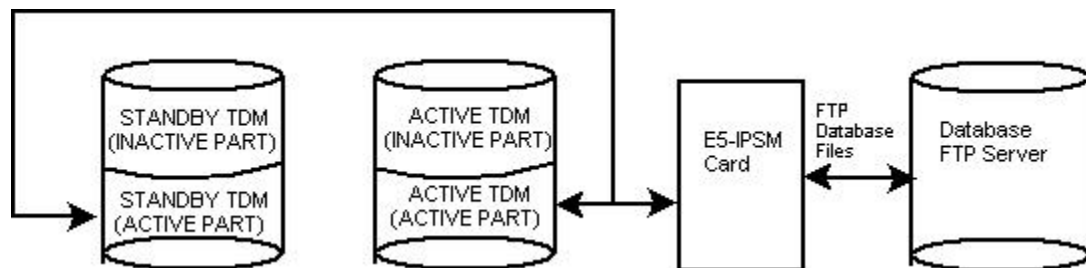 STANDBY TDM
(INACTIVE PART)
STANDBY TDM
(ACTIVE PART)
ACTIVE TDM
(INACTIVE PART)
ACTIVE TDM
(ACTIVE PART)
E5-IPSM
Card
FTP
Database
Files
Database
FTP Server